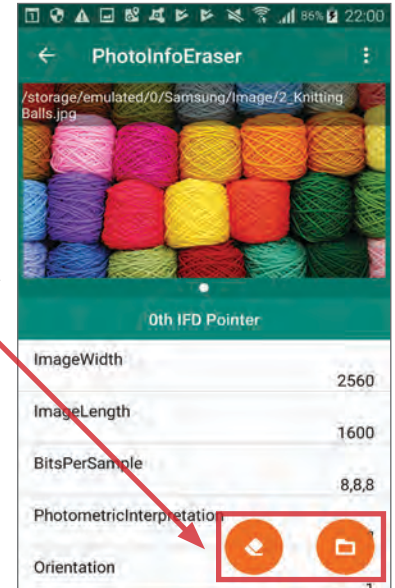 1 86% 22:00
PhotoInfoEraser
/storage/emulated/0/Samsung/Image/2_Knitting
Balls.jpg
0th IFD Pointer
ImageWidth
2560
ImageLength
1600
BitsPerSample
8,8,8
PhotometricInterpretation
Orientation
1